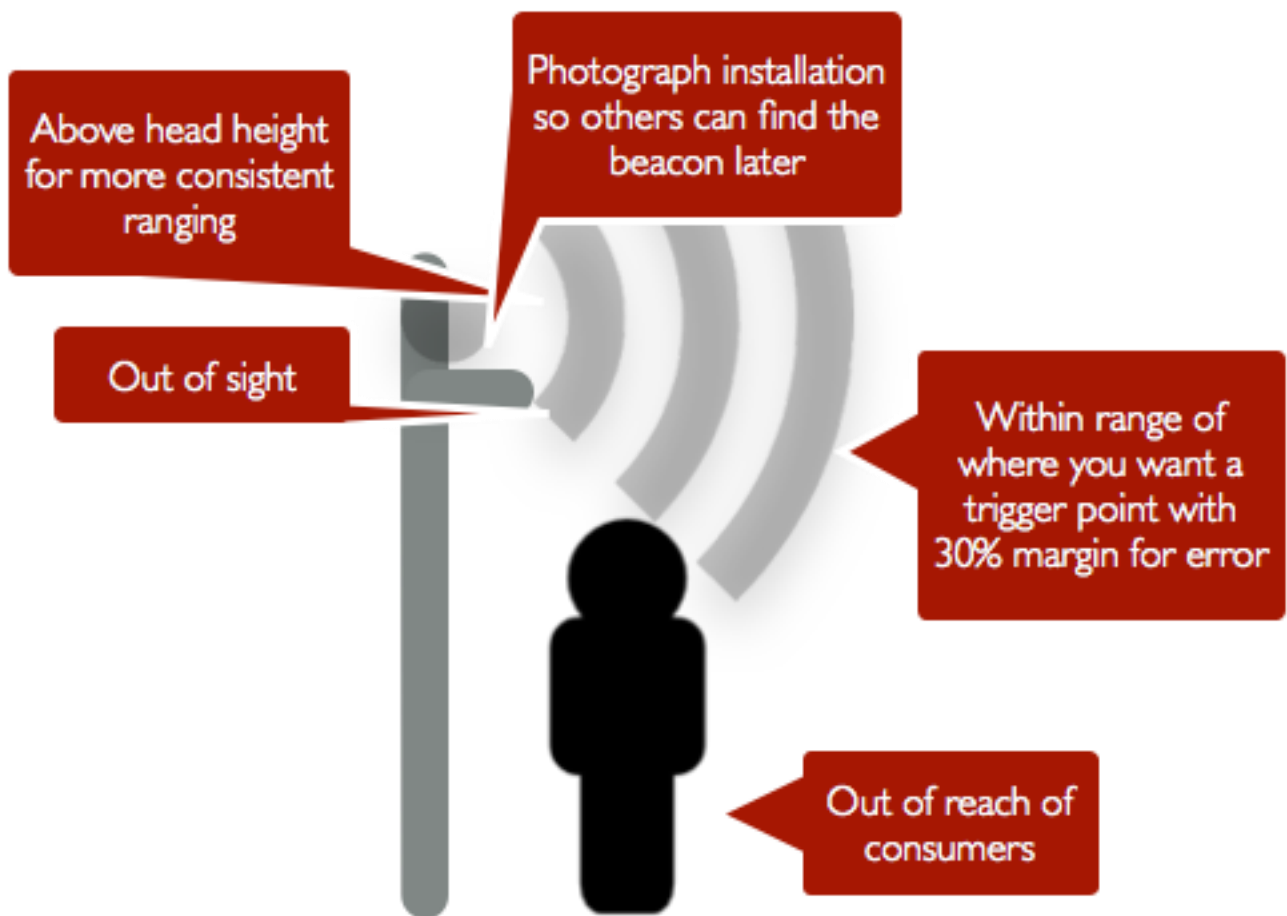 Photograph installation
so others can find the
beacon later
Above head height
for more consistent
ranging
Out of sight
Within range of
where you want a
trigger point with
30% margin for error
Out of reach of
consumers